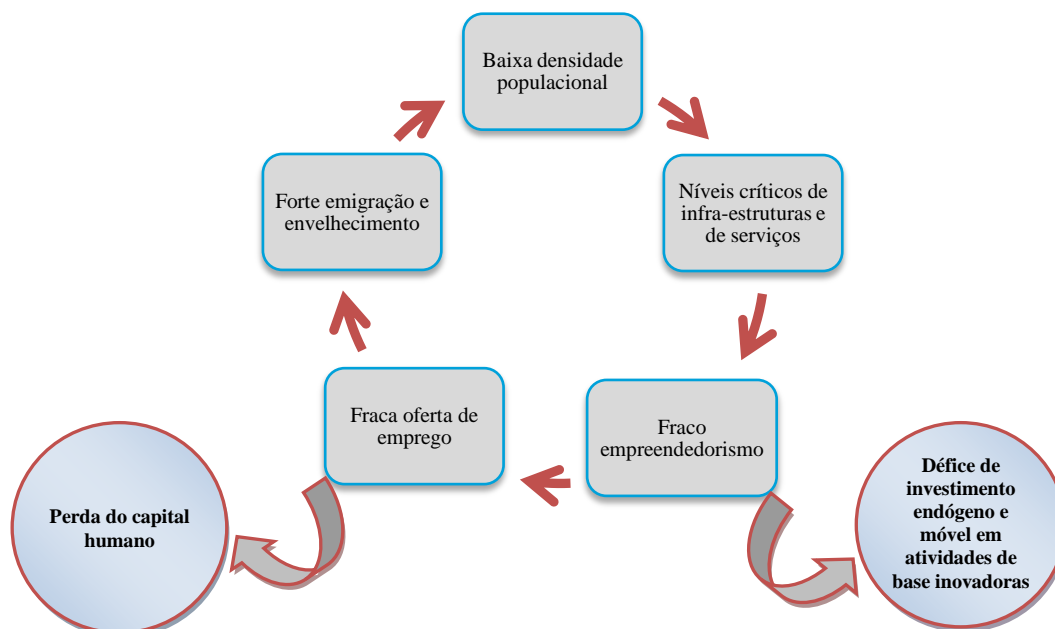 Baixa densidade
populacional
Níveis críticos de
infra-estruturas e
de serviços
Fraco
empreendedorismo
Fraca oferta de
emprego
Forte emigração e
envelhecimento
Perda do capital
humano
Défice de
investimento
endógeno e
móvel em
atividades de
base inovadoras